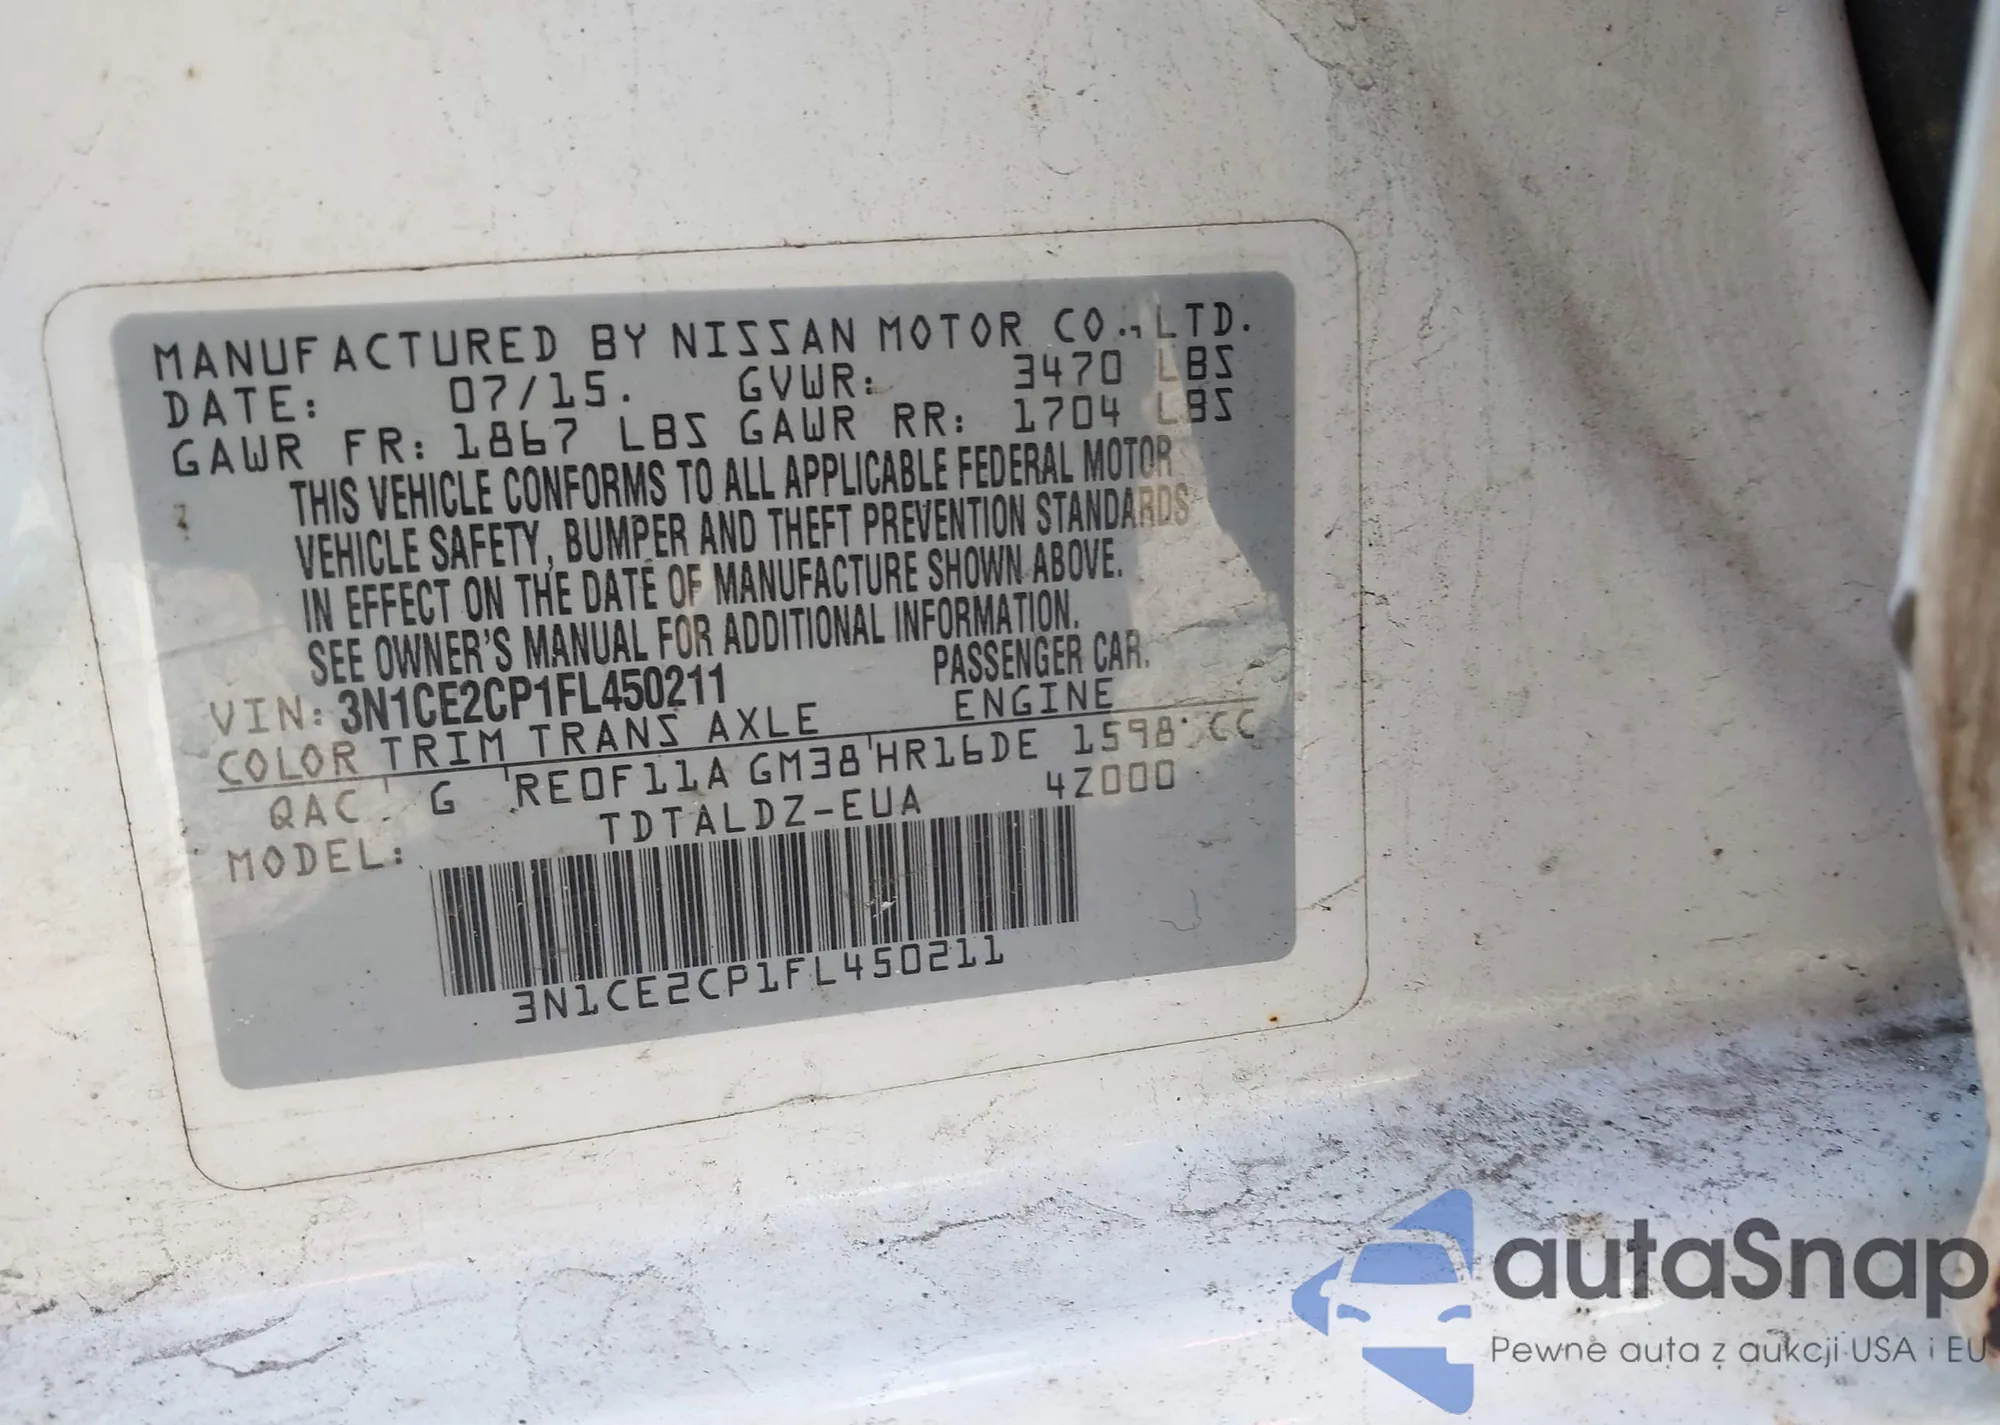 MANUFACTURED BY NISSAN MOTOR CO., LTD.
DATE: 07/15. GVWR: 3470 LBS
GAWR FR: 1867 LBS GAWR RR: 1704 LBS
THIS VEHICLE CONFORMS TO ALL APPLICABLE FEDERAL MOTOR
VEHICLE SAFETY, BUMPER AND THEFT PREVENTION STANDARDS
IN EFFECT ON THE DATE OF MANUFACTURE SHOWN ABOVE.
SEE OWNER'S MANUAL FOR ADDITIONAL INFORMATION.
VIN: 3N1CE2CP1FL450211 PASSENGER CAR.
COLOR TRIM TRANS AXLE ENGINE
QAC G RE0F11A GM38 HR16DE 1598 CC
MODEL: TDTALDZ-EUA 4Z000
3N1CE2CP1FL450211
autaSnap
Pewne auta z aukcji USA i EU